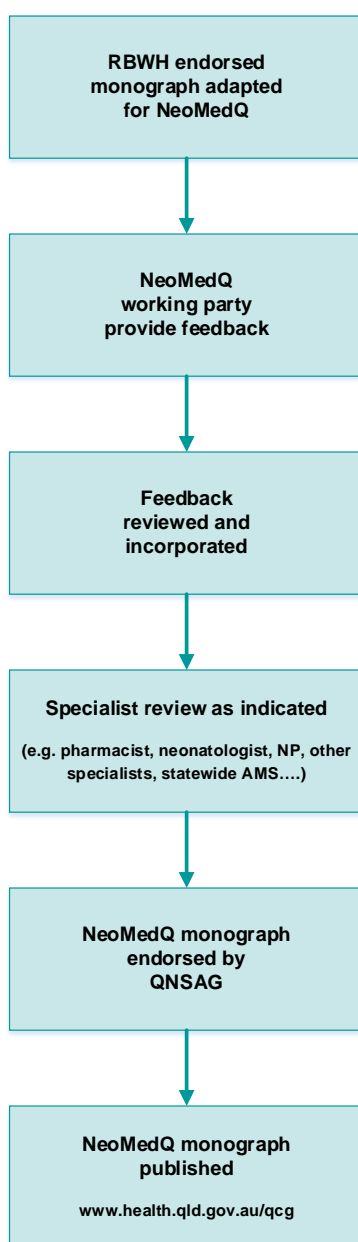 RBWH endorsed
monograph adapted
for NeoMedQ
NeoMedQ
working party
provide feedback
Feedback
reviewed and
incorporated
Specialist review as indicated
(e.g. pharmacist, neonatologist, NP, other
specialists, statewide AMS....)
NeoMedQ monograph
endorsed by
QNSAG
NeoMedQ monograph
published
www.health.qld.gov.au/qcg